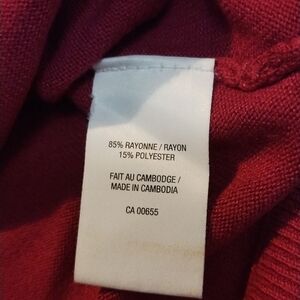 85% RAYONNE / RAYON
15% POLYESTER
FAIT AU CAMBODGE /
MADE IN CAMBODIA
CA 00655